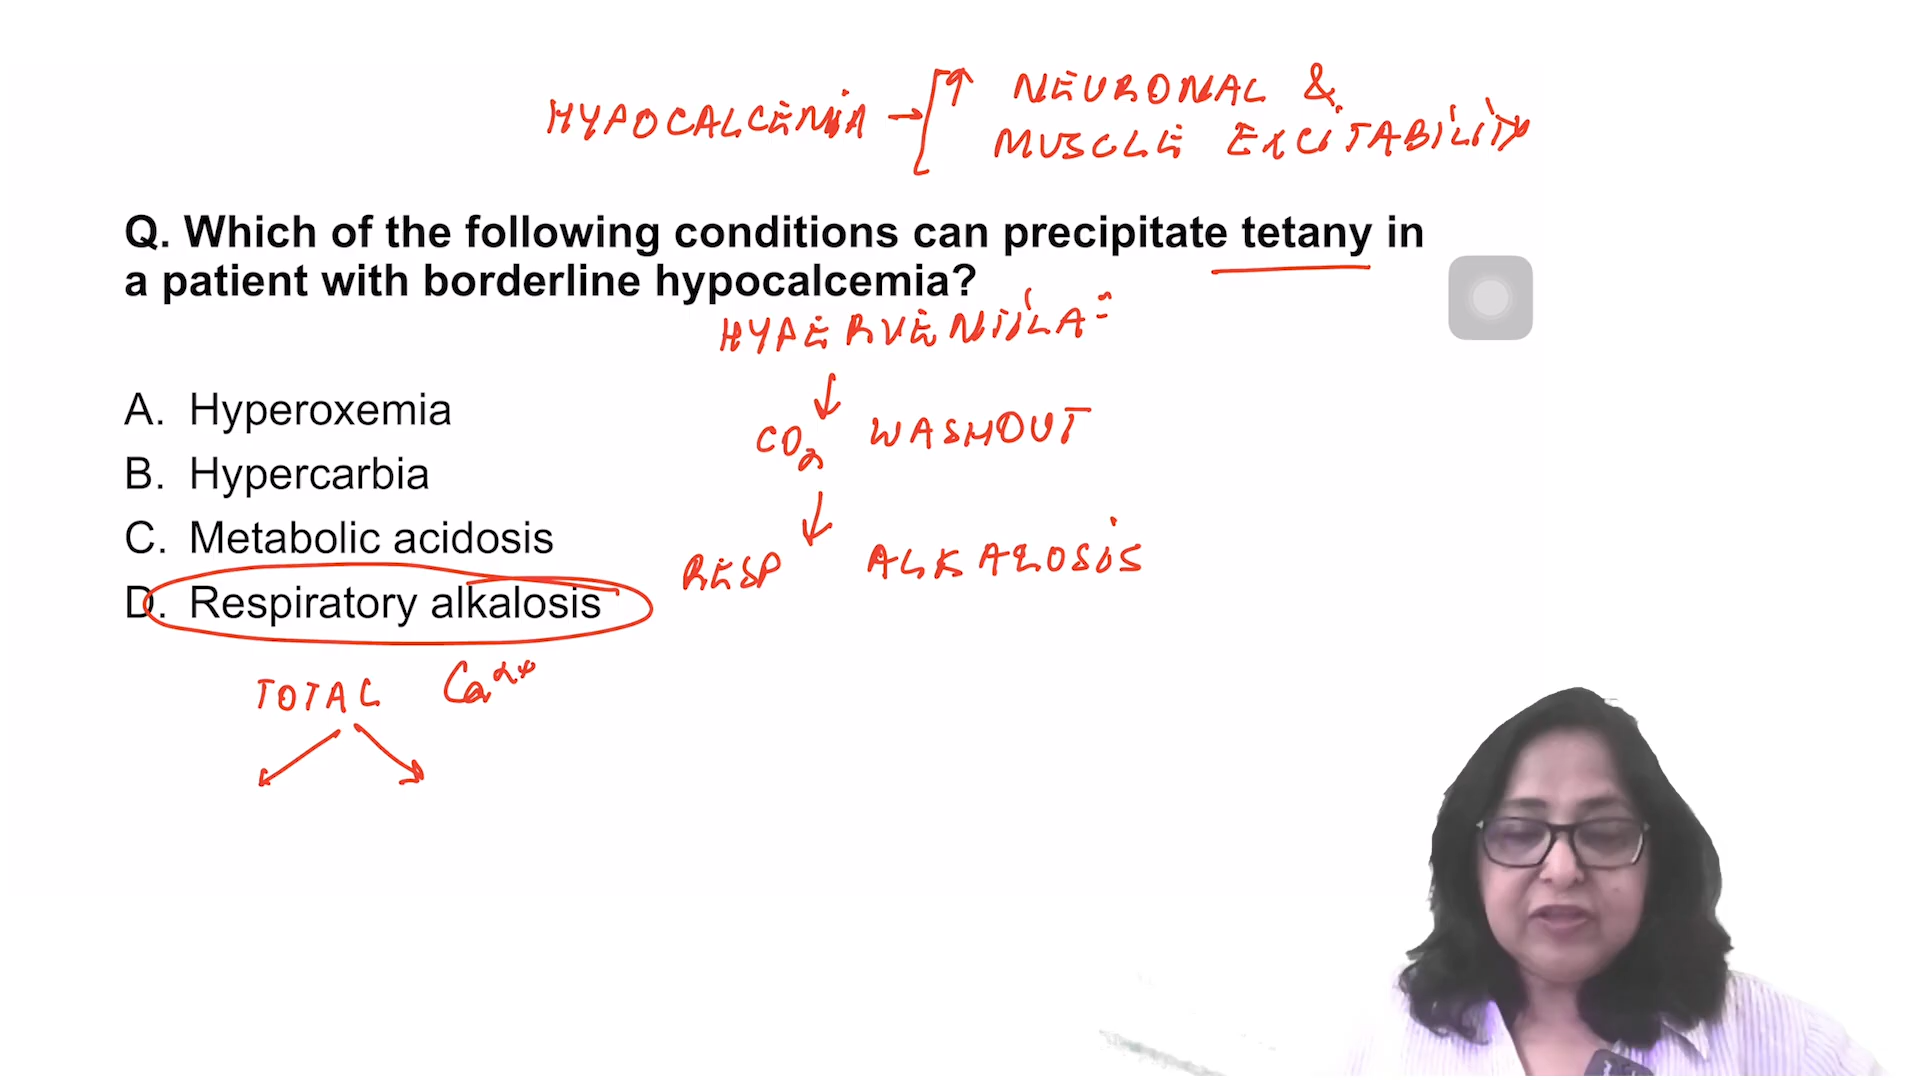 HYPOCALCEMIA → [ ↑ NEURONAL &
MUSCLE EXCITABILITY
Q. Which of the following conditions can precipitate tetany in
a patient with borderline hypocalcemia?
HYPERVENTILA=ⁿ
A. Hyperoxemia
CO₂ WASHOUT
B. Hypercarbia
C. Metabolic acidosis
RESP ALKALOSIS
D. Respiratory alkalosis
TOTAL Ca²⁺